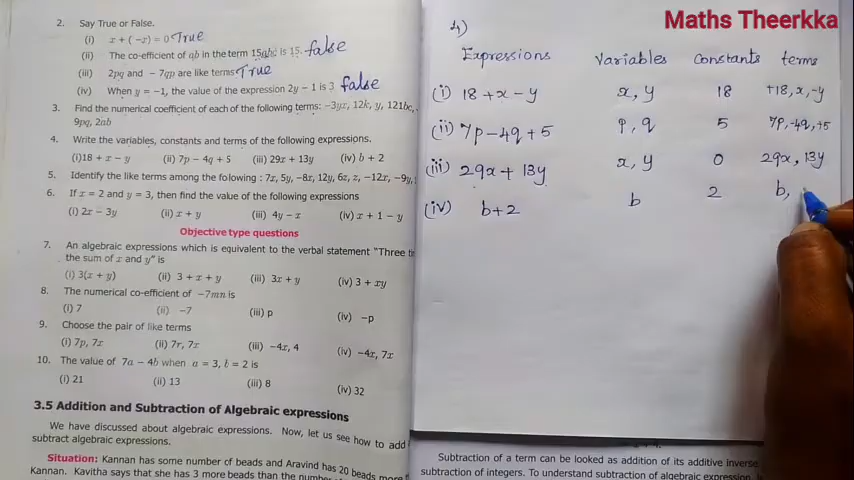 Maths Theerkka
2. Say True or False.
(i) x + (−x) = 0 True
(ii) The co-efficient of ab in the term 15abc is 15. false
(iii) 2pq and − 7qp are like terms True
(iv) When y = −1, the value of the expression 2y − 1 is 3 false
3. Find the numerical coefficient of each of the following terms: −3yx, 12k, y, 121bc,
9pq, 2ab
4. Write the variables, constants and terms of the following expressions.
(i)18 + x − y (ii) 7p − 4q + 5 (iii) 29x + 13y (iv) b + 2
5. Identify the like terms among the following : 7x, 5y, −8x, 12y, 6z, z, −12x, −9y,
6. If x = 2 and y = 3, then find the value of the following expressions
(i) 2x − 3y (ii) x + y (iii) 4y − x (iv) x + 1 − y
Objective type questions
7. An algebraic expressions which is equivalent to the verbal statement "Three
the sum of x and y" is
(i) 3(x + y) (ii) 3 + x + y (iii) 3x + y (iv) 3 + xy
8. The numerical co-efficient of −7mn is
(i) 7 (ii) −7 (iii) p (iv) −p
9. Choose the pair of like terms
(i) 7p, 7x (ii) 7r, 7x (iii) −4x, 4 (iv) −4x, 7x
10. The value of 7a − 4b when a = 3, b = 2 is
(i) 21 (ii) 13 (iii) 8 (iv) 32
3.5 Addition and Subtraction of Algebraic expressions
We have discussed about algebraic expressions. Now, let us see how to add
subtract algebraic expressions.
Situation: Kannan has some number of beads and Aravind has 20 beads more
Kannan. Kavitha says that she has 3 more beads than the number
4)
Expressions Variables Constants terms
(i) 18+x−y x, y 18 +18, x, −y
(ii) 7p−4q+5 p, q 5 7p, −4q, +5
(iii) 29x+13y x, y 0 29x, 13y
(iv) b+2 b 2 b,
Subtraction of a term can be looked as addition of its additive inverse
subtraction of integers. To understand subtraction of algebraic expression,